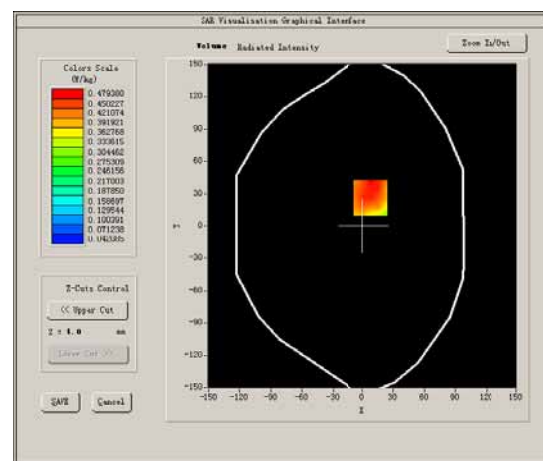 SAR Visualisation Graphical Interface
Volume Radiated Intensity
Zoom In/Out
Colors Scale
(W/kg)
0.479380
0.450227
0.421074
0.391921
0.362768
0.333615
0.304462
0.275309
0.246156
0.217003
0.187850
0.158697
0.129544
0.100391
0.071238
0.042085
150
120
90
60
30
0
-30
-60
-90
-120
-150
Y
-150 -120 -90 -60 -30 0 30 60 90 120 150
X
Z-Cuts Control
<< Upper Cut
Z = 4.0 mm
Lower Cut >>
SAVE Cancel